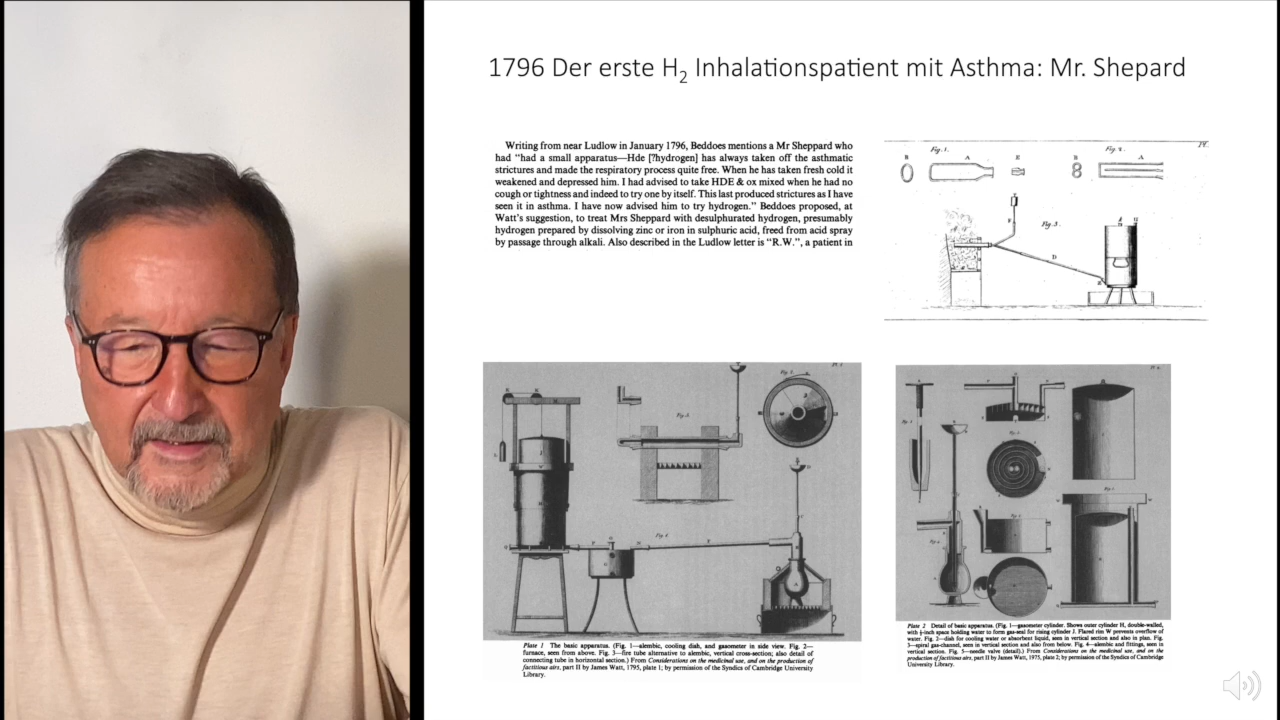 1796 Der erste H₂ Inhalationspatient mit Asthma: Mr. Shepard
Writing from near Ludlow in January 1796, Beddoes mentions a Mr Sheppard who
had "had a small apparatus—Hde [?hydrogen] has always taken off the asthmatic
strictures and made the respiratory process quite free. When he has taken fresh cold it
weakened and depressed him. I had advised to take HDE & ox mixed when he had no
cough or tightness and indeed to try one by itself. This last produced strictures as I have
seen it in asthma. I have now advised him to try hydrogen." Beddoes proposed, at
Watt's suggestion, to treat Mrs Sheppard with desulphurated hydrogen, presumably
hydrogen prepared by dissolving zinc or iron in sulphuric acid, freed from acid spray
by passage through alkali. Also described in the Ludlow letter is "R.W.", a patient in
Fig. 1.
Fig. 2.
B
A
E
B
A
Fig. 3.
D
Plate 1 The basic apparatus. (Fig. 1—alembic, cooling dish, and gasometer in side view. Fig. 2—
furnace, seen from above. Fig. 3—fire tube alternative to alembic, vertical cross-section; also detail of
connecting tube in horizontal section.) From Considerations on the medicinal use, and on the production of
factitious airs, part II by James Watt, 1795, plate 1; by permission of the Syndics of Cambridge University
Library.
Plate 2 Detail of basic apparatus. (Fig. 1—gasometer cylinder. Shows outer cylinder H, double-walled,
with ½-inch space holding water to form gas-seal for rising cylinder J. Flared rim W prevents overflow of
water. Fig. 2—dish for cooling water or absorbent liquid, seen in vertical section and also in plan. Fig.
3—spiral gas-channel, seen in vertical section and also from below. Fig. 4—alembic and fittings, seen in
vertical section. Fig. 5—needle valve (detail).) From Considerations on the medicinal use, and on the
production of factitious airs, part II by James Watt, 1975, plate 2; by permission of the Syndics of Cambridge
University Library.